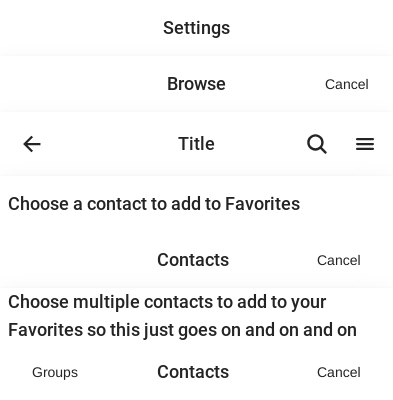 Settings
Browse Cancel
Title
Choose a contact to add to Favorites
Contacts Cancel
Choose multiple contacts to add to your
Favorites so this just goes on and on and on
Groups Contacts Cancel